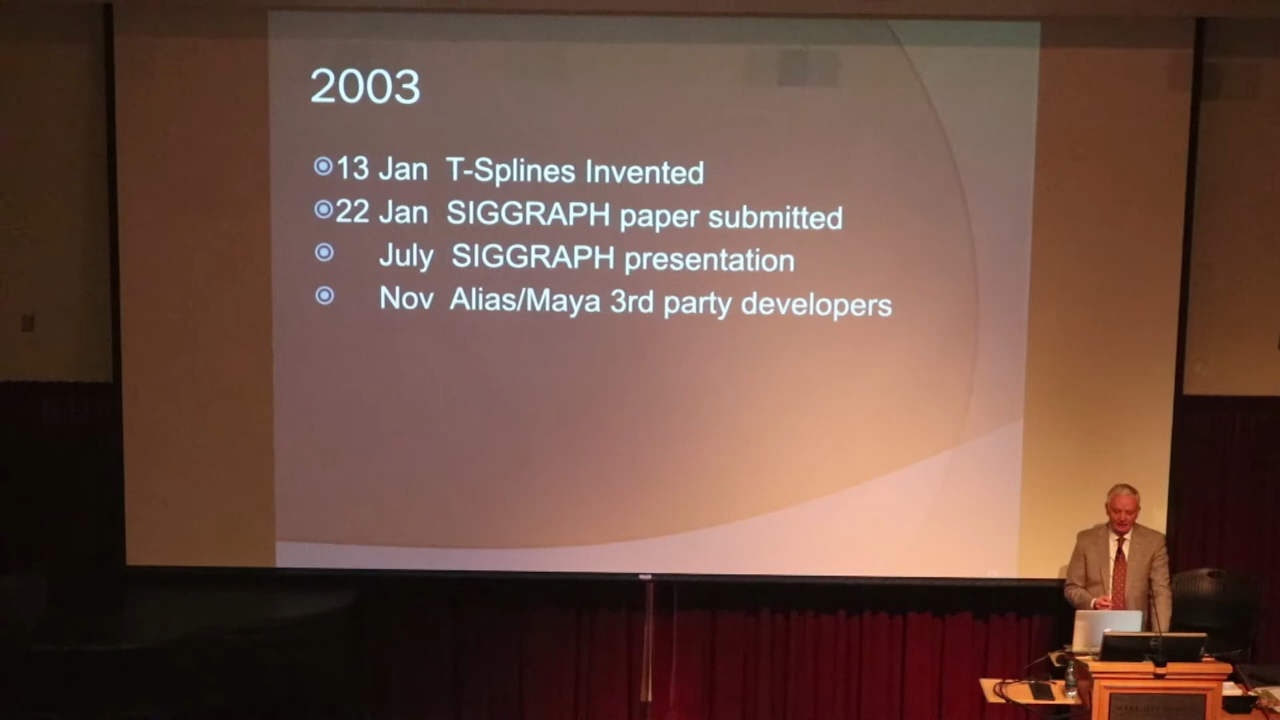 2003
13 Jan T-Splines Invented
22 Jan SIGGRAPH paper submitted
July SIGGRAPH presentation
Nov Alias/Maya 3rd party developers